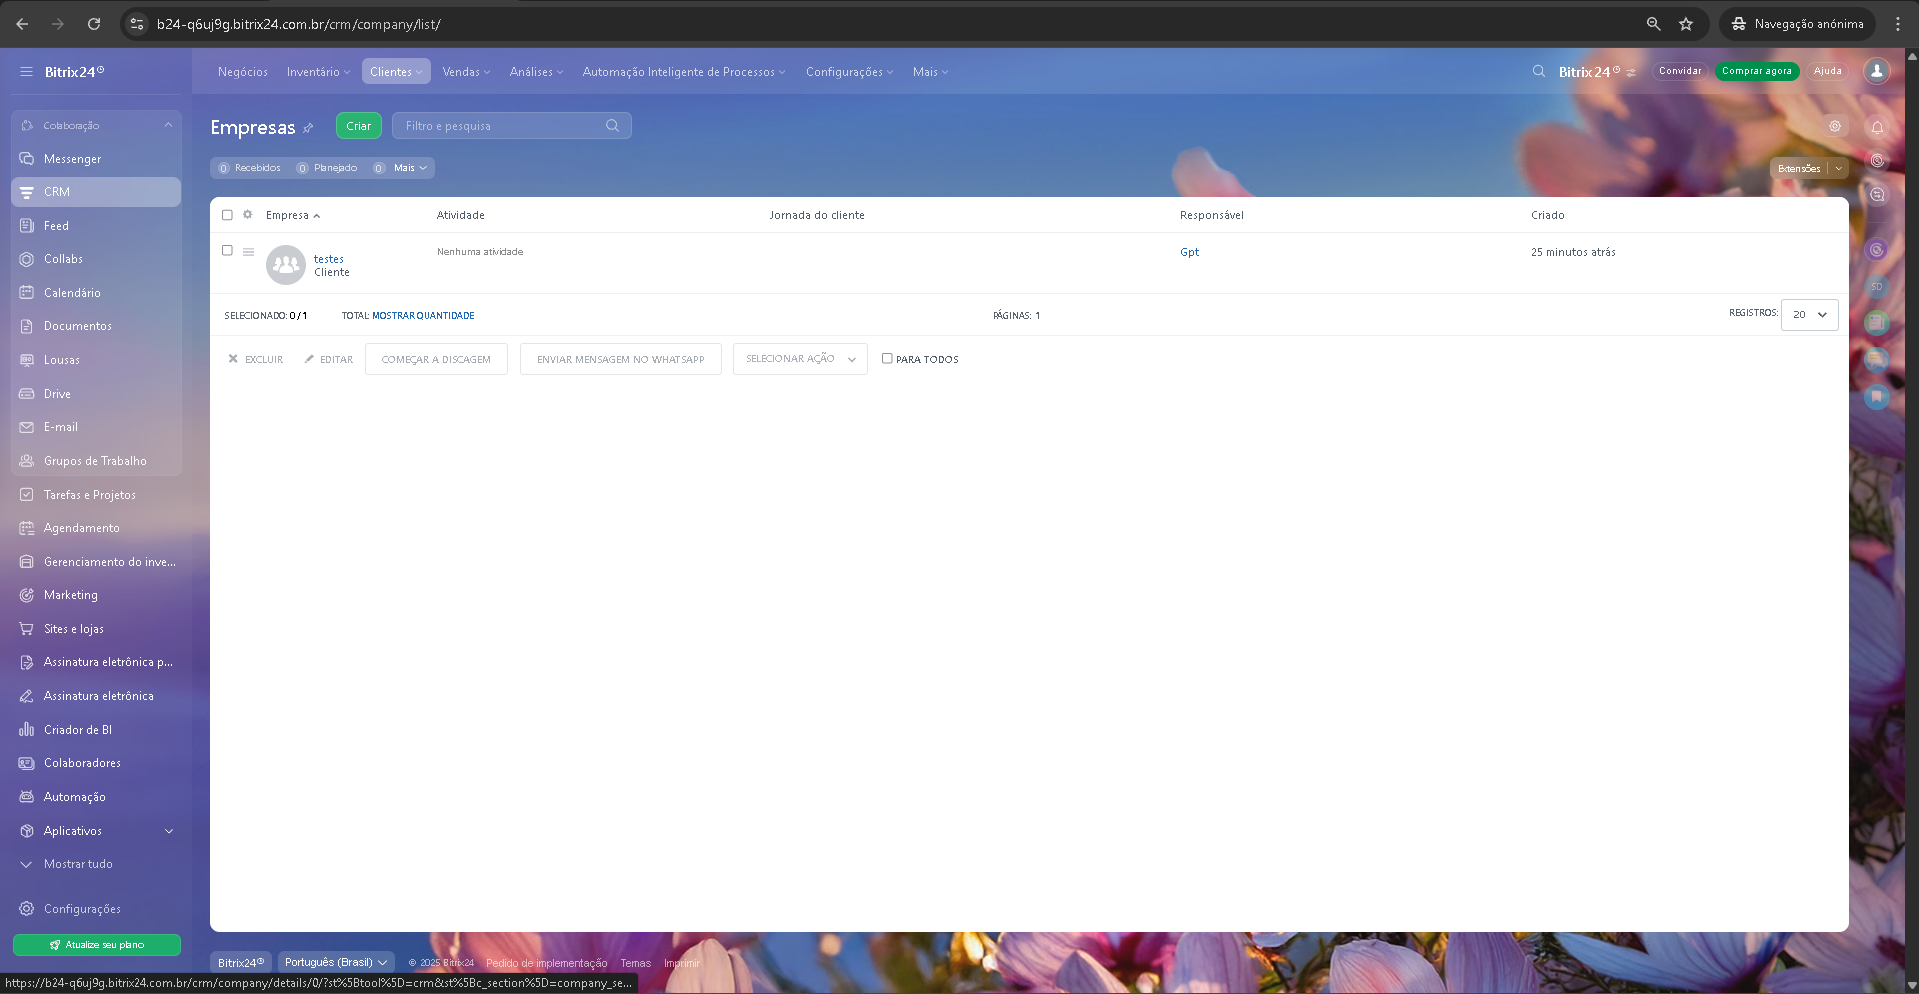 b24-q6uj9g.bitrix24.com.br/crm/company/list/
Navegação anónima
Bitrix24
Negócios Inventário Clientes Vendas Análises Automação Inteligente de Processos Configurações Mais
Bitrix24 Convidar Comprar agora Ajuda
Colaboração
Messenger
CRM
Feed
Collabs
Calendário
Documentos
Lousas
Drive
E-mail
Grupos de Trabalho
Tarefas e Projetos
Agendamento
Gerenciamento do inve...
Marketing
Sites e lojas
Assinatura eletrônica p...
Assinatura eletrônica
Criador de BI
Colaboradores
Automação
Aplicativos
Mostrar tudo
Configurações
Atualize seu plano
Empresas Criar Filtro e pesquisa
0 Recebidos 0 Planejado 0 Mais
Extensões
SD
Empresa Atividade Jornada do cliente Responsável Criado
testes Nenhuma atividade Gpt 25 minutos atrás
Cliente
SELECIONADO: 0 / 1 TOTAL: MOSTRAR QUANTIDADE PÁGINAS: 1 REGISTROS: 20
EXCLUIR EDITAR COMEÇAR A DISCAGEM ENVIAR MENSAGEM NO WHATSAPP SELECIONAR AÇÃO PARA TODOS
Bitrix24 Português (Brasil) © 2025 Bitrix24 Pedido de implementação Temas Imprimir
https://b24-q6uj9g.bitrix24.com.br/crm/company/details/0/?st%5Btool%5D=crm&st%5Bc_section%5D=company_se...